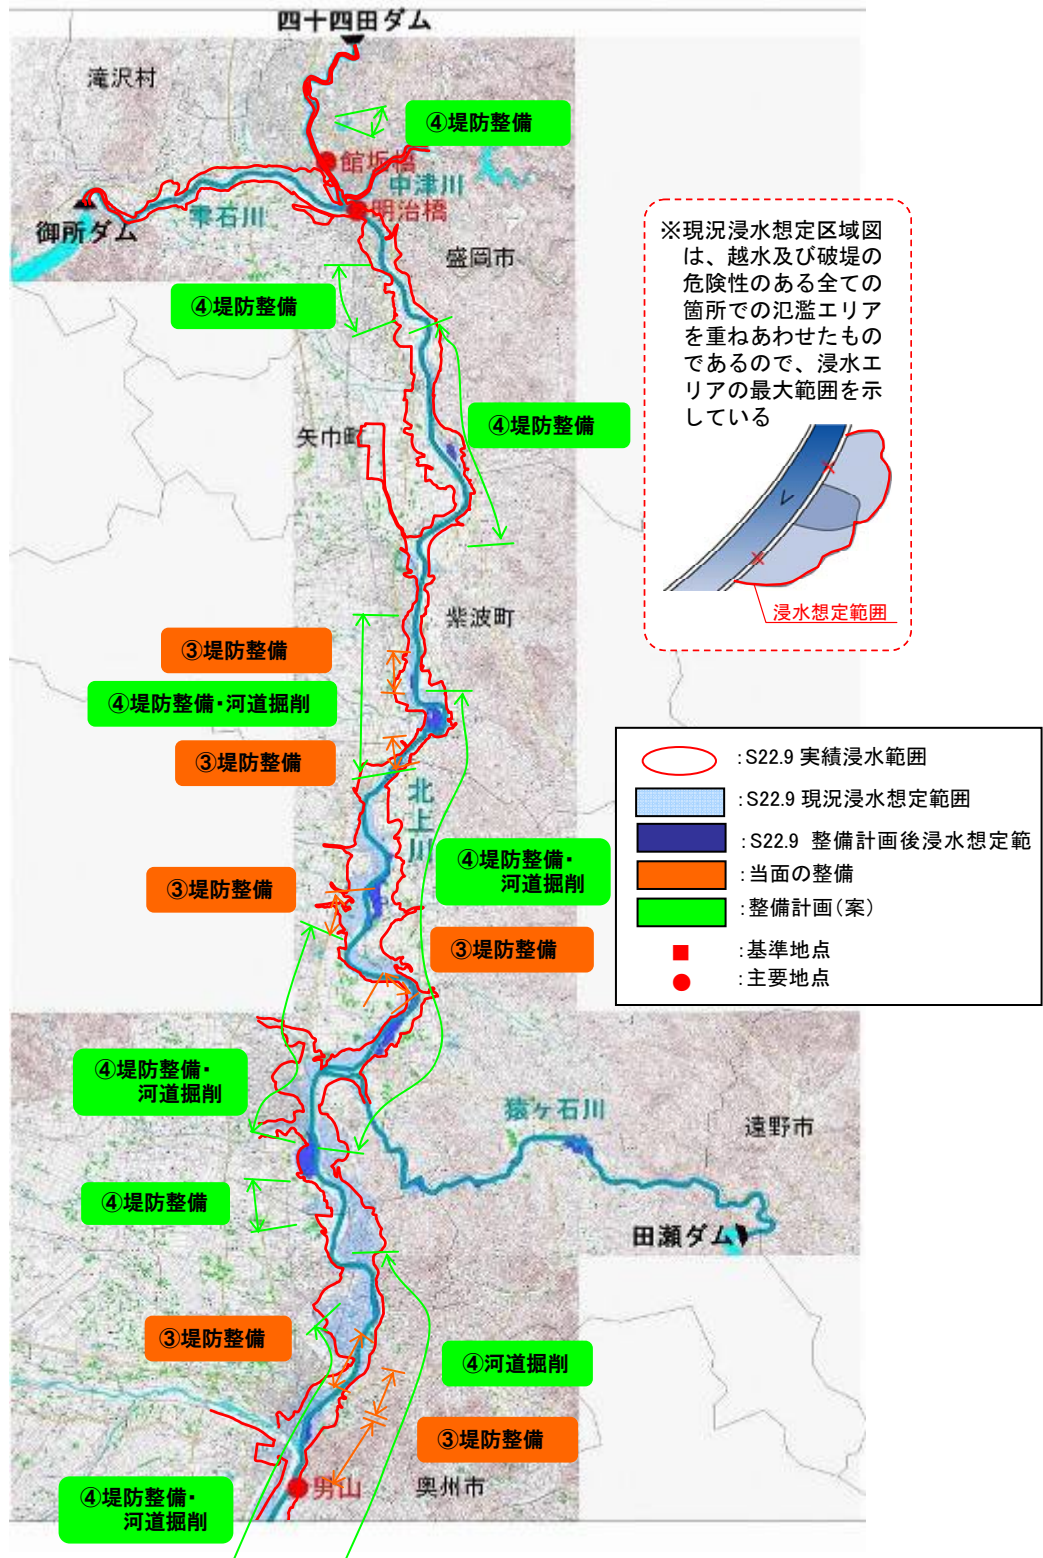 四十四田ダム
滝沢村
④堤防整備
館坂橋
中津川
明治橋
雫石川
御所ダム
盛岡市
④堤防整備
※現況浸水想定区域図
は、越水及び破堤の
危険性のある全ての
箇所での氾濫エリア
を重ねあわせたもの
であるので、浸水エ
リアの最大範囲を示
している
浸水想定範囲
④堤防整備
矢巾町
紫波町
③堤防整備
④堤防整備・河道掘削
③堤防整備
北上川
:S22.9 実績浸水範囲
:S22.9 現況浸水想定範囲
:S22.9 整備計画後浸水想定範
:当面の整備
:整備計画(案)
:基準地点
:主要地点
④堤防整備・
河道掘削
③堤防整備
③堤防整備
④堤防整備・
河道掘削
猿ヶ石川
遠野市
④堤防整備
田瀬ダム
③堤防整備
④河道掘削
③堤防整備
男山
奥州市
④堤防整備・
河道掘削